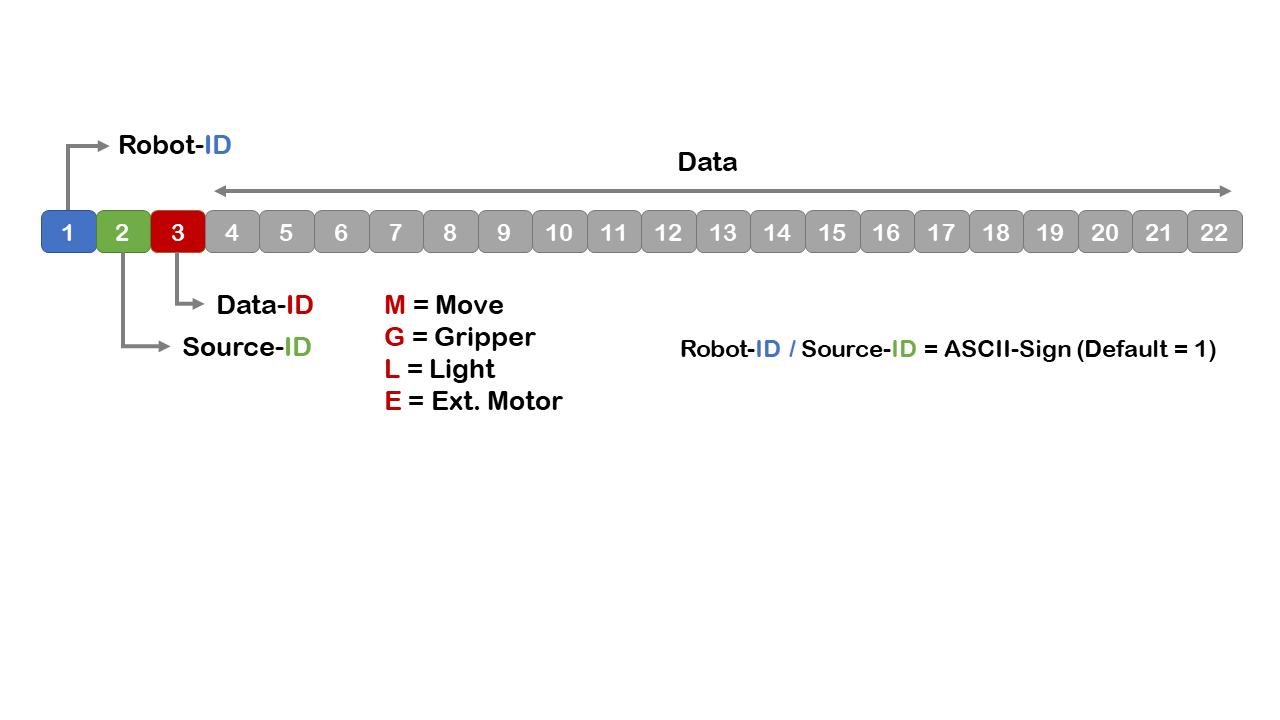 Robot-ID
Data
1 2 3 4 5 6 7 8 9 10 11 12 13 14 15 16 17 18 19 20 21 22
Data-ID
Source-ID
M = Move
G = Gripper
L = Light
E = Ext. Motor
Robot-ID / Source-ID = ASCII-Sign (Default = 1)